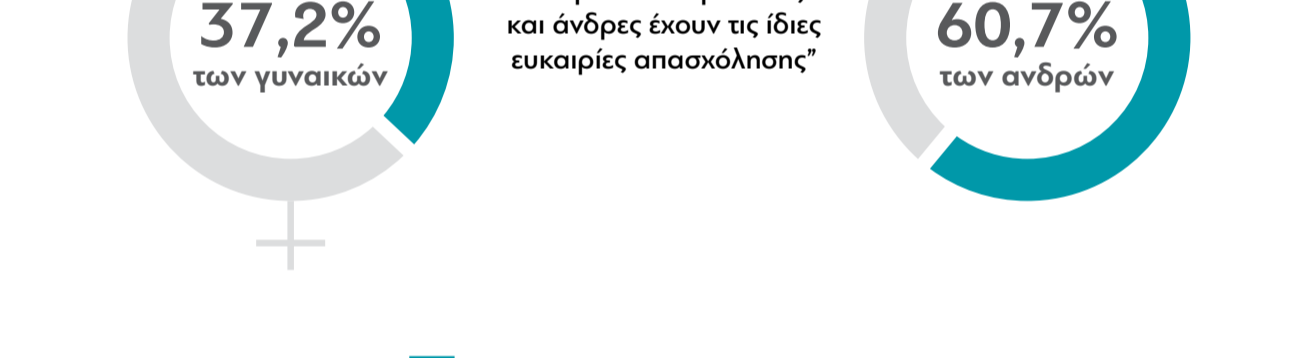 37,2%
των γυναικών
και άνδρες έχουν τις ίδιες
ευκαιρίες απασχόλησης”
60,7%
των ανδρών